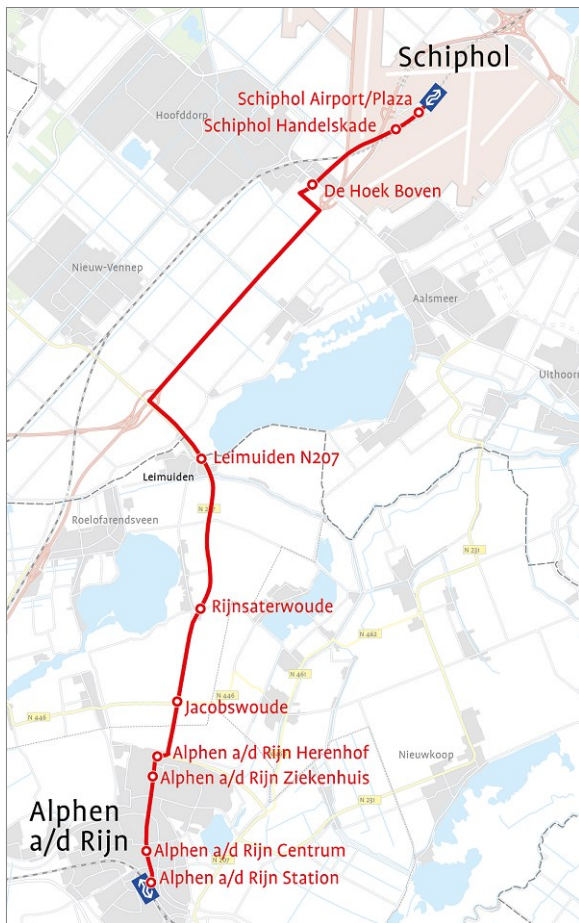 Schiphol
Schiphol Airport/Plaza
Hoofddorp
Schiphol Handelskade
De Hoek Boven
Nieuw-Vennep
Aalsmeer
Uithoorn
Leimuiden N207
Leimuiden
N 207
Roelofarendsveen
N 231
Rijnsaterwoude
N 462
N 461
N 446
Jacobswoude
N 446
Alphen a/d Rijn Herenhof
Nieuwkoop
Alphen a/d Rijn Ziekenhuis
N 231
Alphen
a/d Rijn
Alphen a/d Rijn Centrum
N 207
Alphen a/d Rijn Station